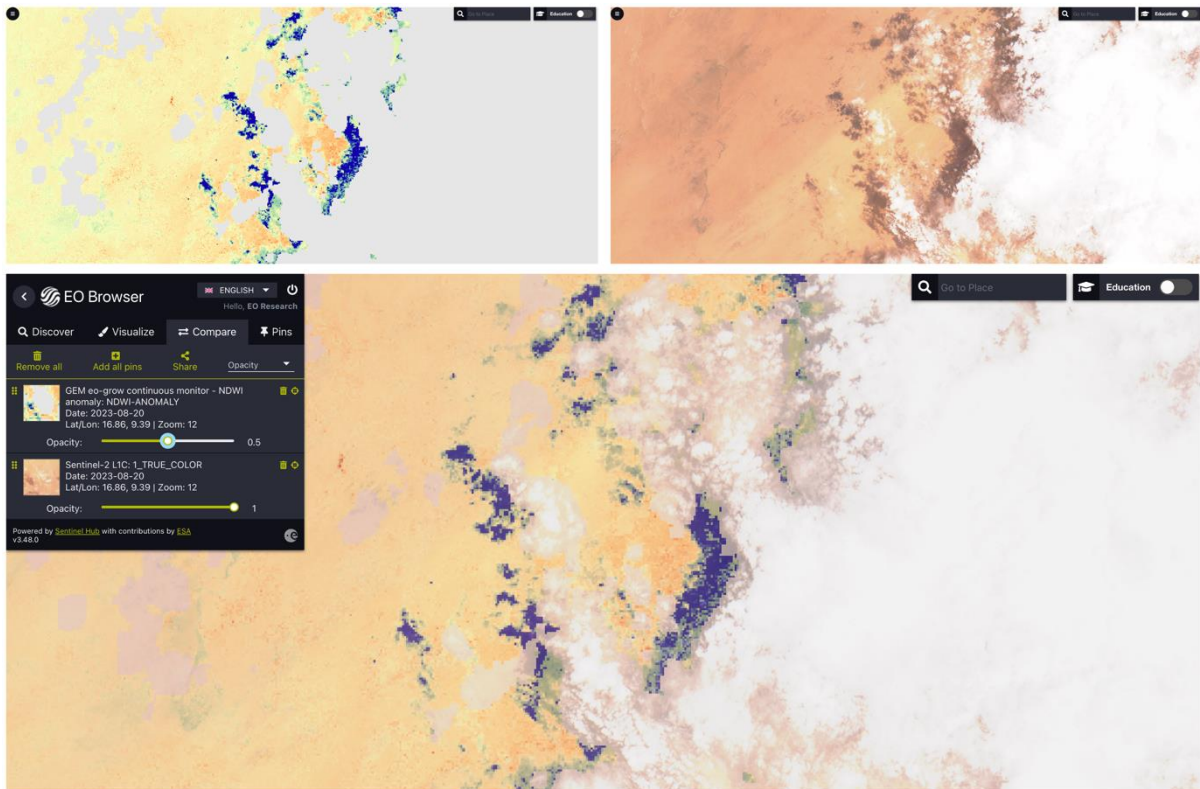 Go to Place
Education
Go to Place
Education
EO Browser
ENGLISH
Hello, EO Research
Discover
Visualize
Compare
Pins
Remove all
Add all pins
Share
Opacity
GEM eo-grow continuous monitor - NDWI
anomaly: NDWI-ANOMALY
Date: 2023-08-20
Lat/Lon: 16.86, 9.39 | Zoom: 12
Opacity:
0.5
Sentinel-2 L1C: 1_TRUE_COLOR
Date: 2023-08-20
Lat/Lon: 16.86, 9.39 | Zoom: 12
Opacity:
1
Powered by Sentinel Hub with contributions by ESA
v3.48.0
Go to Place
Education